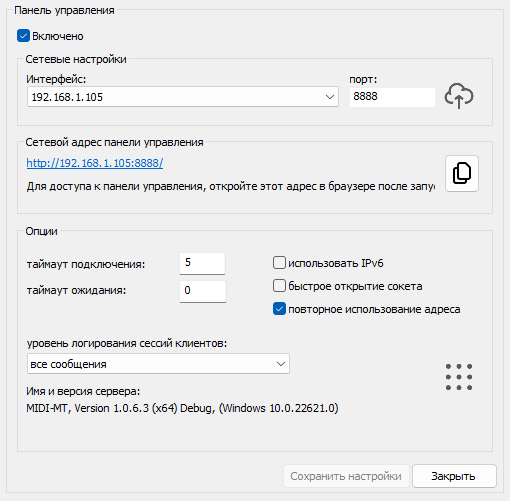 Панель управления
Включено
Сетевые настройки
Интерфейс: порт:
192.168.1.105 8888
Сетевой адрес панели управления
http://192.168.1.105:8888/
Для доступа к панели управления, откройте этот адрес в браузере после запус
Опции
таймаут подключения: 5 использовать IPv6
таймаут ожидания: 0 быстрое открытие сокета
повторное использование адреса
уровень логирования сессий клиентов:
все сообщения
Имя и версия сервера:
MIDI-MT, Version 1.0.6.3 (x64) Debug, (Windows 10.0.22621.0)
Сохранить настройки Закрыть